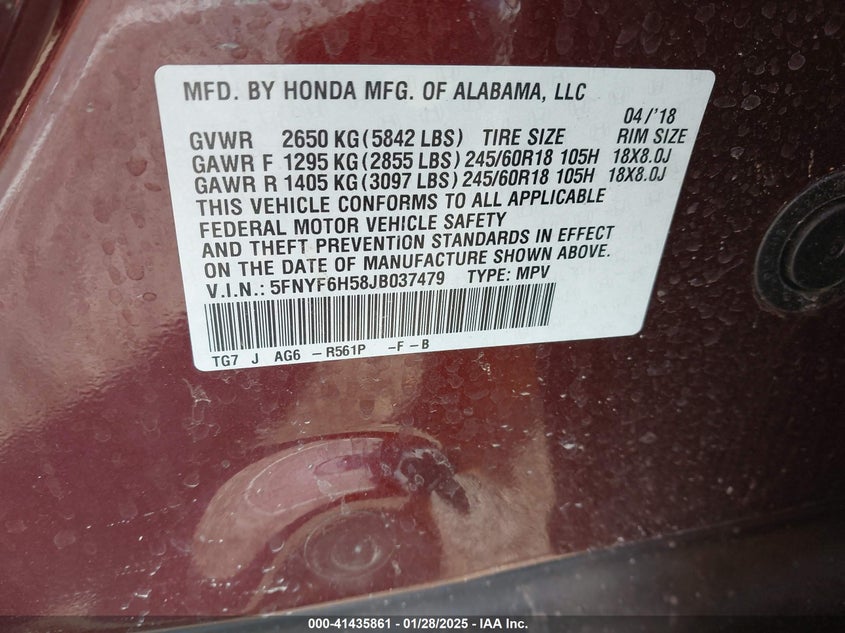 MFD. BY HONDA MFG. OF ALABAMA, LLC
04/'18
GVWR 2650 KG(5842 LBS) TIRE SIZE RIM SIZE
GAWR F 1295 KG(2855 LBS) 245/60R18 105H 18X8.0J
GAWR R 1405 KG(3097 LBS) 245/60R18 105H 18X8.0J
THIS VEHICLE CONFORMS TO ALL APPLICABLE
FEDERAL MOTOR VEHICLE SAFETY
AND THEFT PREVENTION STANDARDS IN EFFECT
ON THE DATE OF MANUFACTURE SHOWN ABOVE.
V.I.N.: 5FNYF6H58JB037479 TYPE: MPV
TG7 J AG6 -R561P -F-B
000-41435861 - 01/28/2025 - IAA Inc.